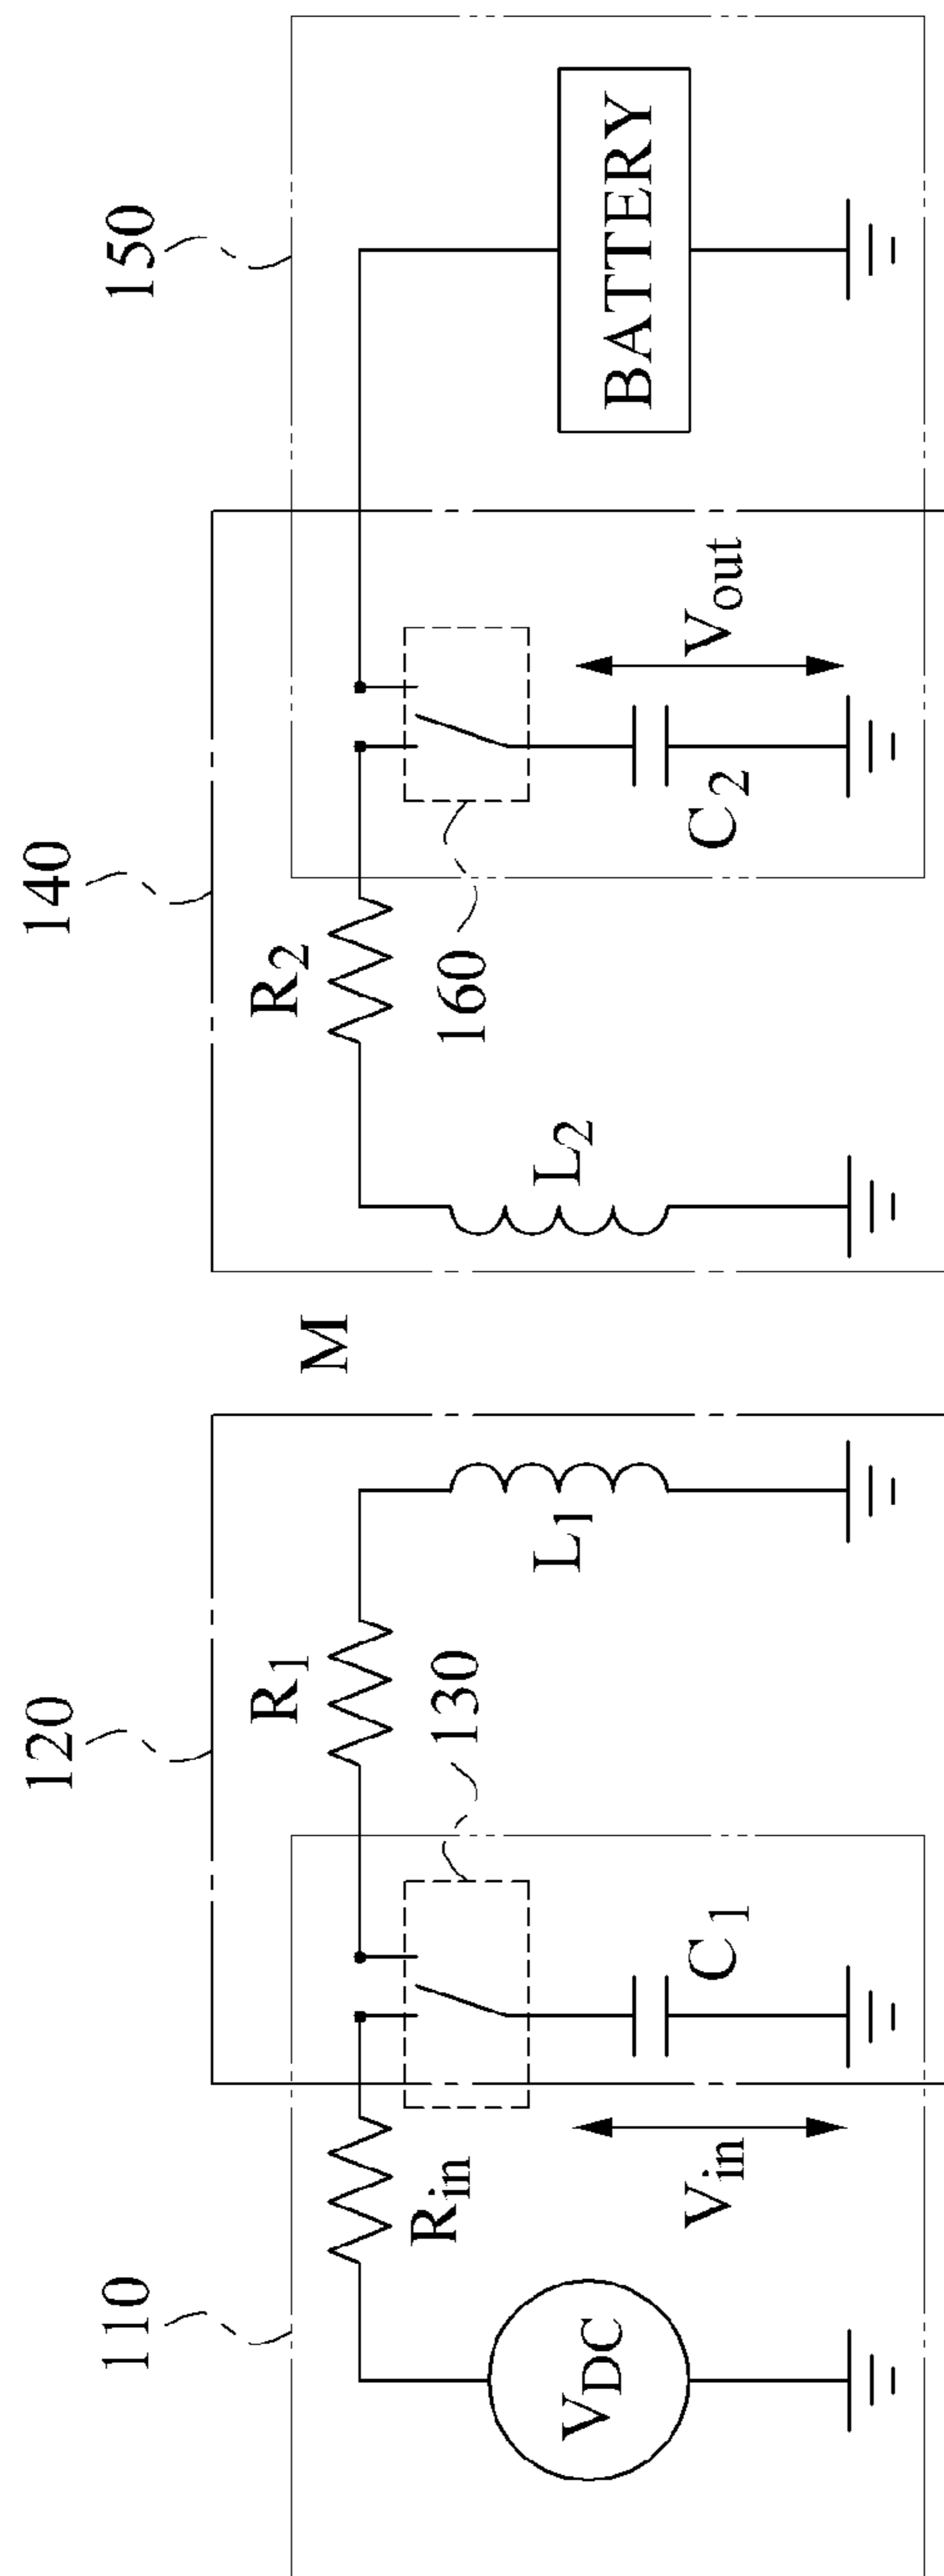 110
120
140
150
R1
R2
M
Rin
130
160
VDC
Vin
C1
L1
L2
C2
Vout
BATTERY